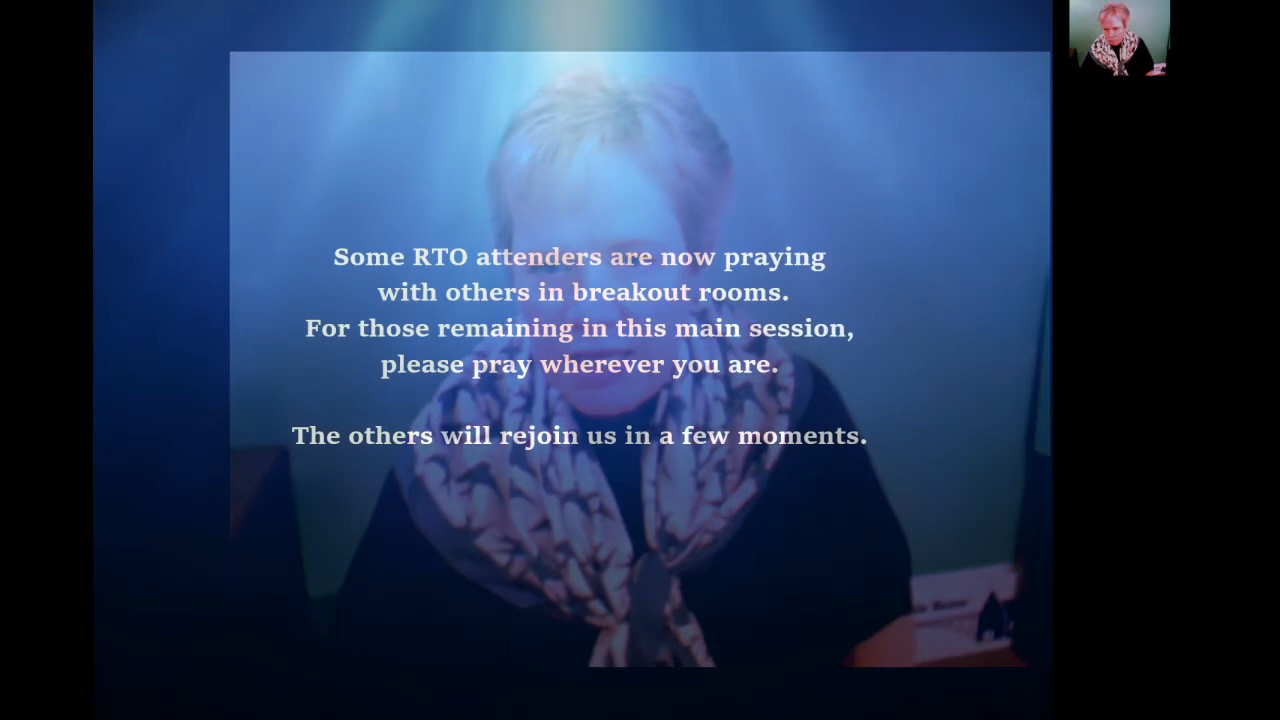 Some RTO attenders are now praying
with others in breakout rooms.
For those remaining in this main session,
please pray wherever you are.
The others will rejoin us in a few moments.